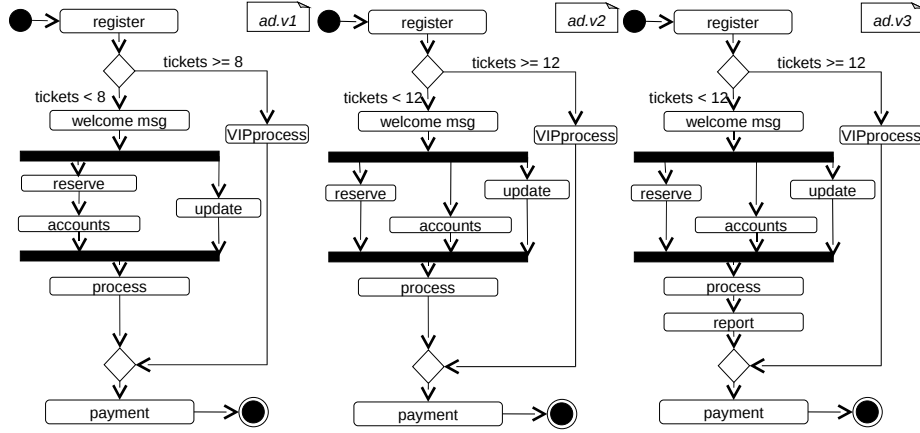 ad.v1
register
tickets >= 8
tickets < 8
welcome msg
VIPprocess
reserve
update
accounts
process
payment
ad.v2
register
tickets >= 12
tickets < 12
welcome msg
VIPprocess
reserve
update
accounts
process
payment
ad.v3
register
tickets >= 12
tickets < 12
welcome msg
VIPprocess
reserve
update
accounts
process
report
payment